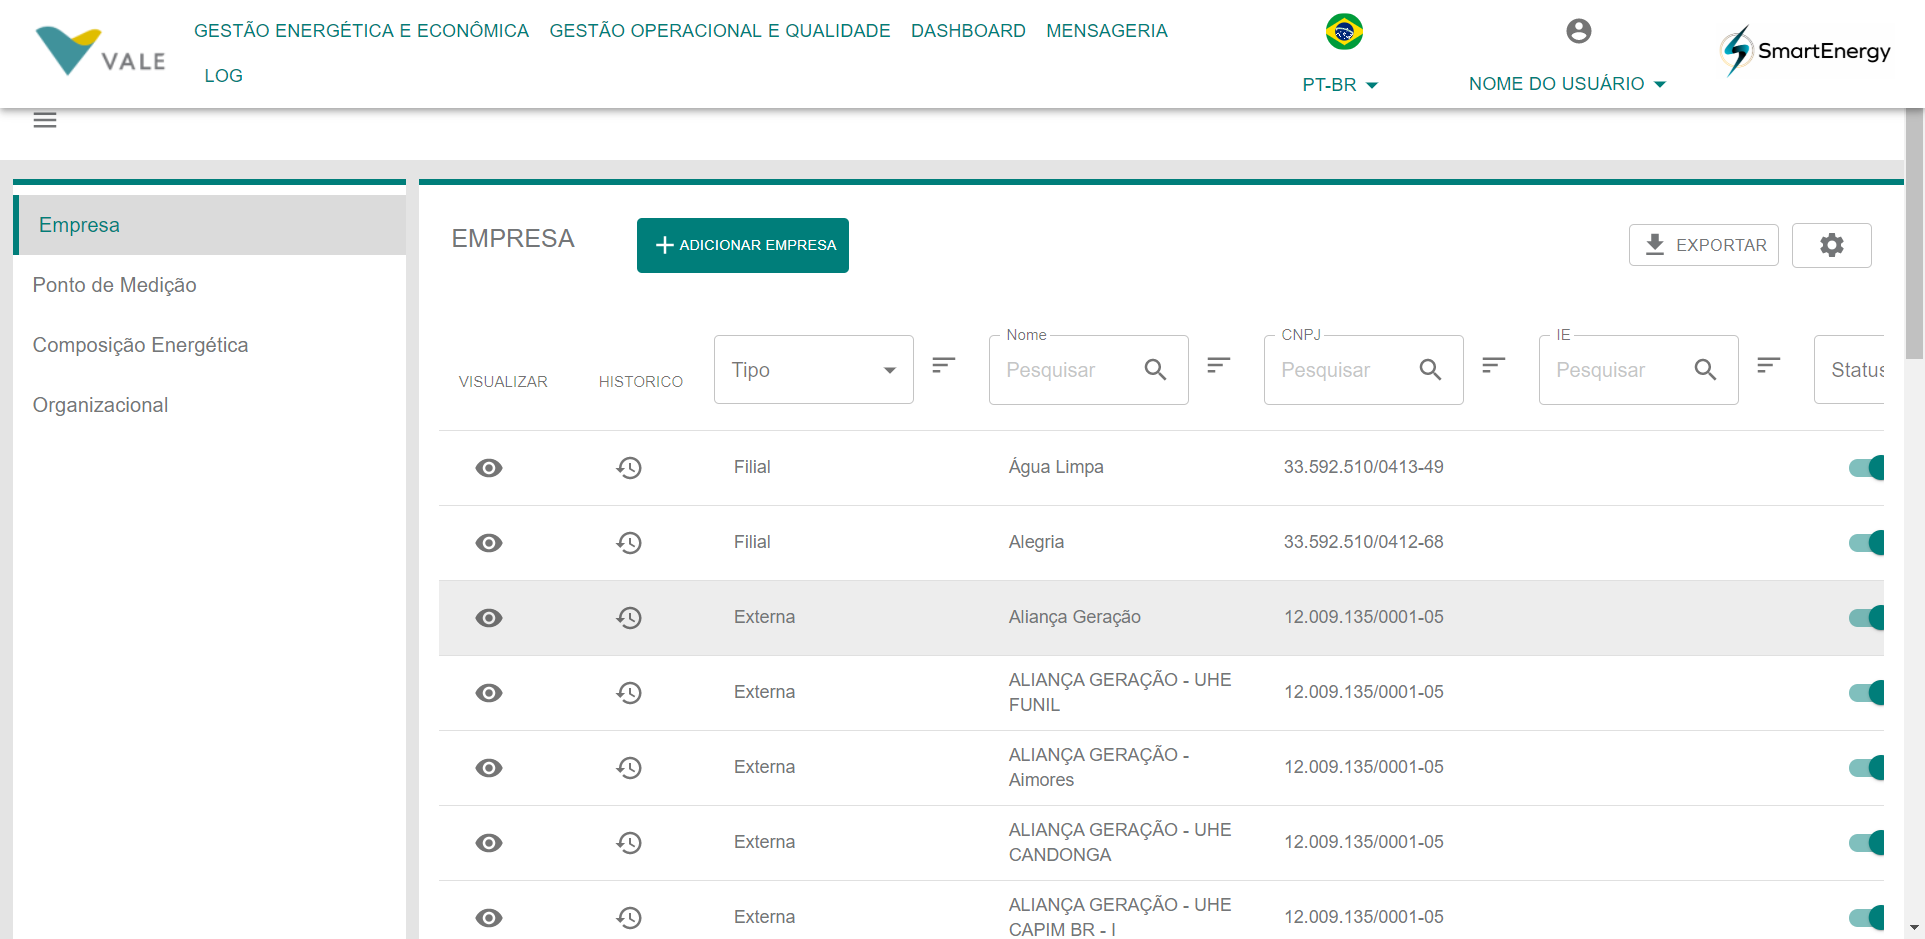 VALE
GESTÃO ENERGÉTICA E ECONÔMICA
GESTÃO OPERACIONAL E QUALIDADE
DASHBOARD
MENSAGERIA
LOG
PT-BR
NOME DO USUÁRIO
SmartEnergy
Empresa
Ponto de Medição
Composição Energética
Organizacional
EMPRESA
ADICIONAR EMPRESA
EXPORTAR
VISUALIZAR
HISTORICO
Tipo
Nome
Pesquisar
CNPJ
Pesquisar
IE
Pesquisar
Status
Filial
Água Limpa
33.592.510/0413-49
Filial
Alegria
33.592.510/0412-68
Externa
Aliança Geração
12.009.135/0001-05
Externa
ALIANÇA GERAÇÃO - UHE
FUNIL
12.009.135/0001-05
Externa
ALIANÇA GERAÇÃO -
Aimores
12.009.135/0001-05
Externa
ALIANÇA GERAÇÃO - UHE
CANDONGA
12.009.135/0001-05
Externa
ALIANÇA GERAÇÃO - UHE
CAPIM BR - I
12.009.135/0001-05